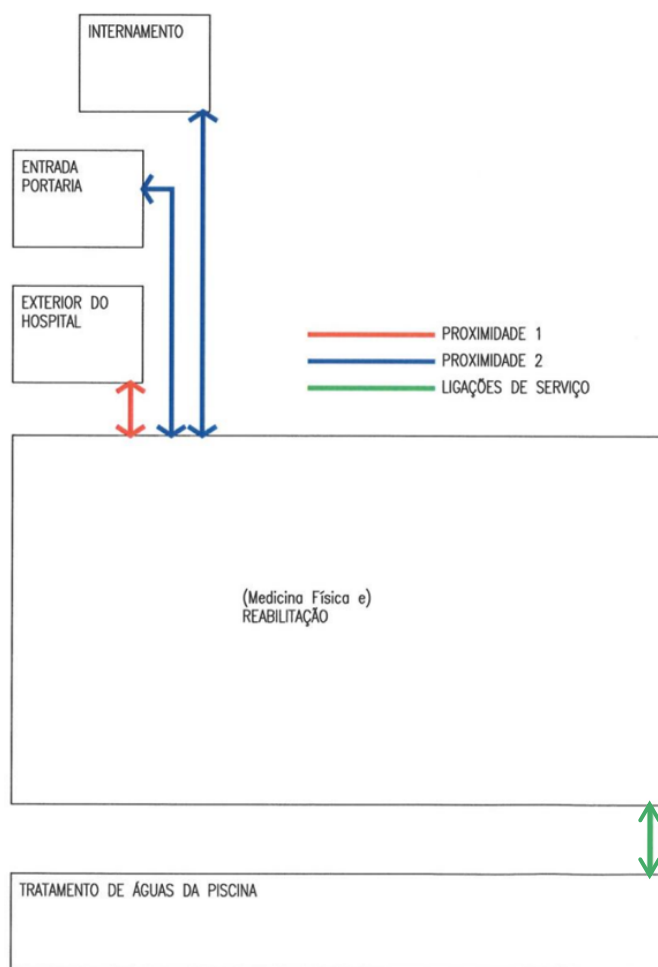 INTERNAMENTO
ENTRADA
PORTARIA
EXTERIOR DO
HOSPITAL
PROXIMIDADE 1
PROXIMIDADE 2
LIGAÇÕES DE SERVIÇO
(Medicina Física e)
REABILITAÇÃO
TRATAMENTO DE ÁGUAS DA PISCINA